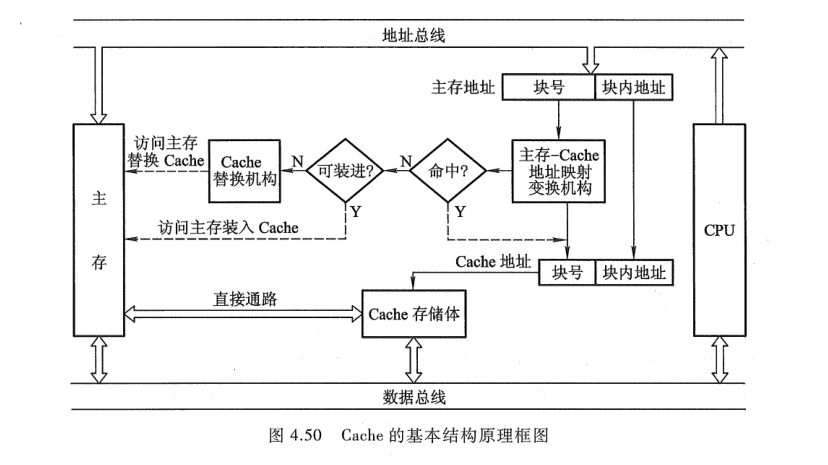 地址总线
主存地址
块号
块内地址
访问主存
替换 Cache
Cache
替换机构
N
可装进?
N
命中?
主存-Cache
地址映射
变换机构
主
存
Y
Y
CPU
访问主存装入 Cache
Cache 地址
块号
块内地址
直接通路
Cache 存储体
数据总线
图 4.50 Cache 的基本结构原理框图